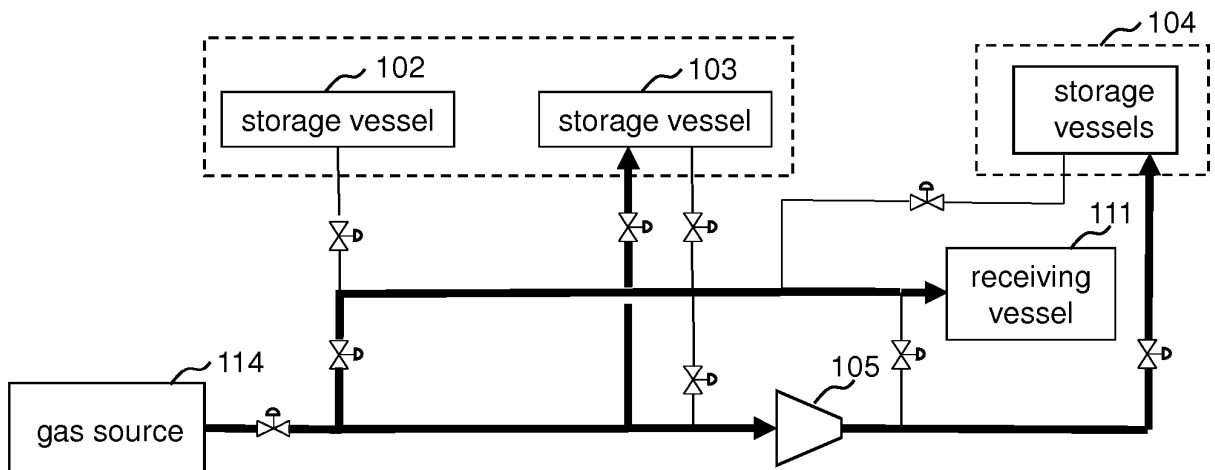 104
102
103
storage vessel
storage vessel
storage
vessels
111
receiving
vessel
114
105
gas source